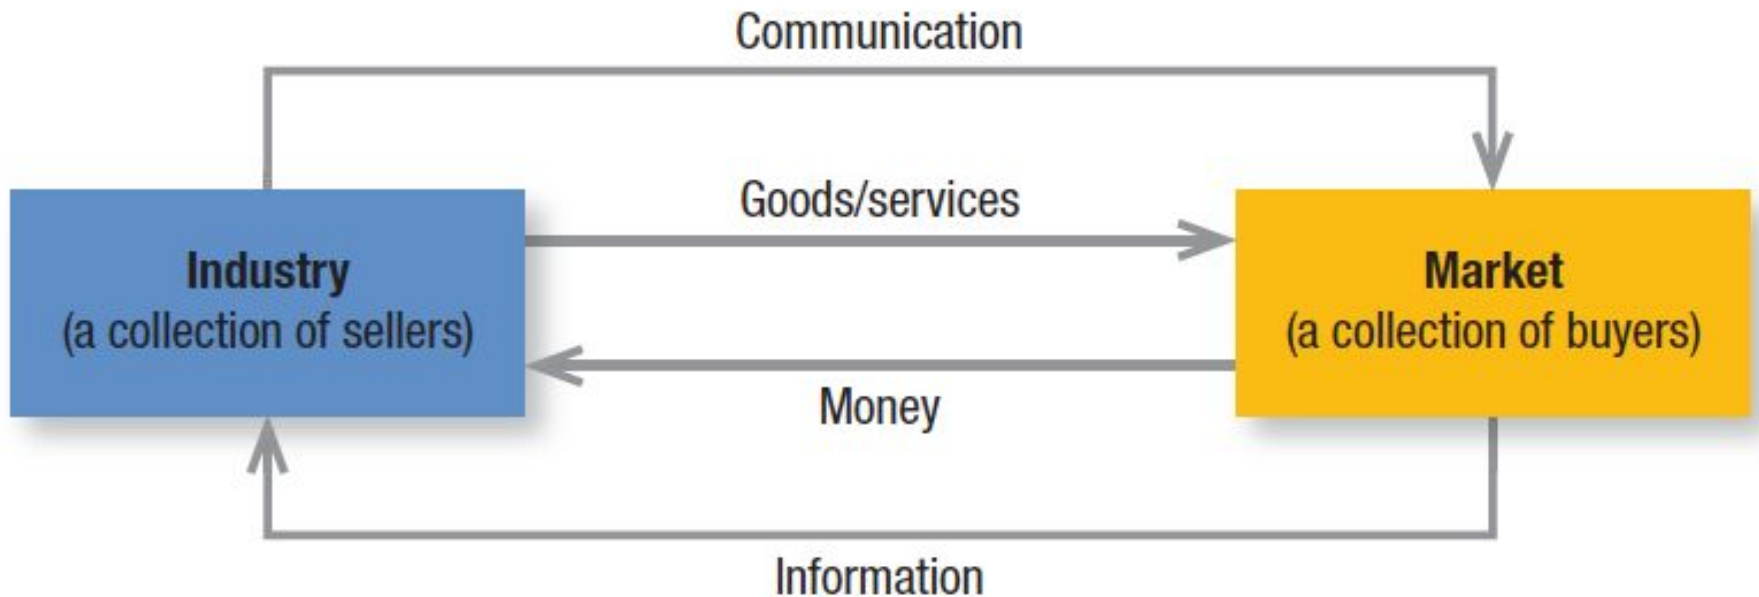 Communication
Goods/services
Industry
(a collection of sellers)
Market
(a collection of buyers)
Money
Information